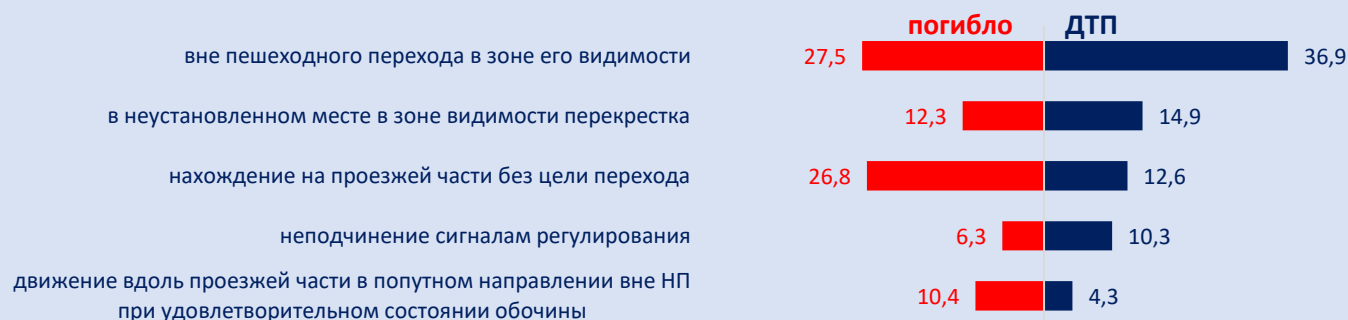 погибло ДТП
вне пешеходного перехода в зоне его видимости 27,5 36,9
в неустановленном месте в зоне видимости перекрестка 12,3 14,9
нахождение на проезжей части без цели перехода 26,8 12,6
неподчинение сигналам регулирования 6,3 10,3
движение вдоль проезжей части в попутном направлении вне НП
при удовлетворительном состоянии обочины 10,4 4,3